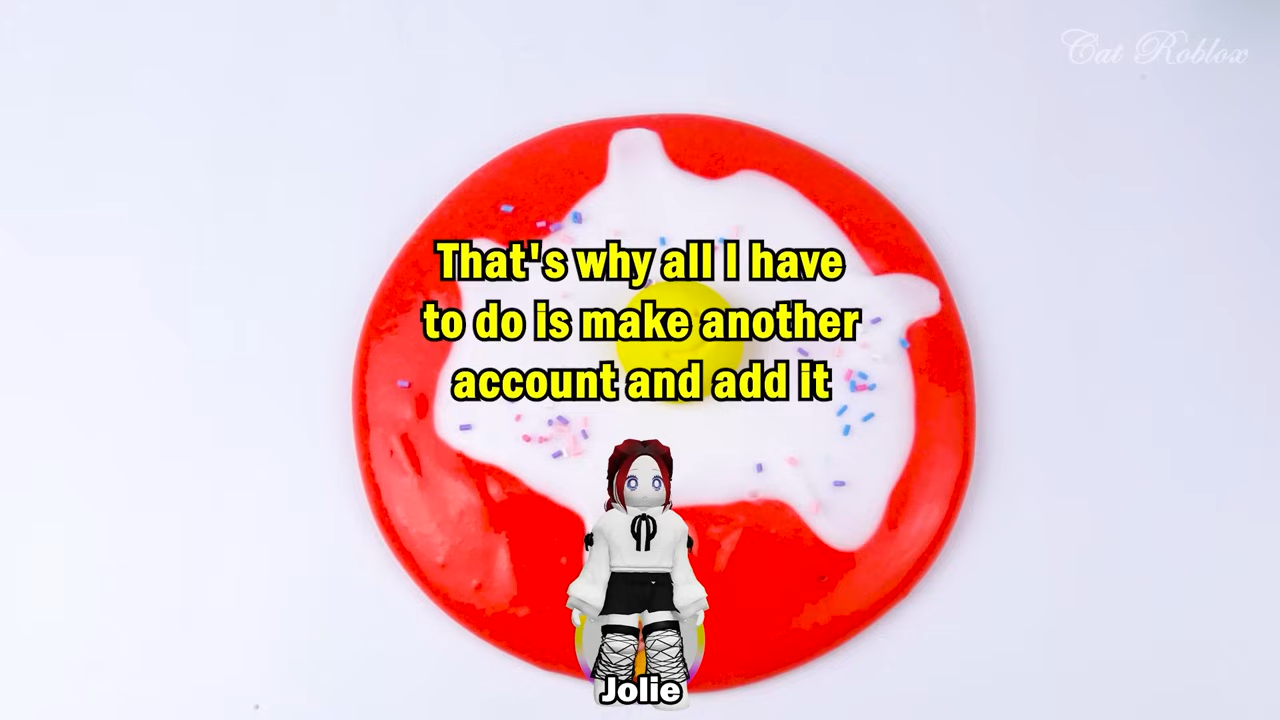 Cat Roblox
That's why all I have
to do is make another
account and add it
Jolie